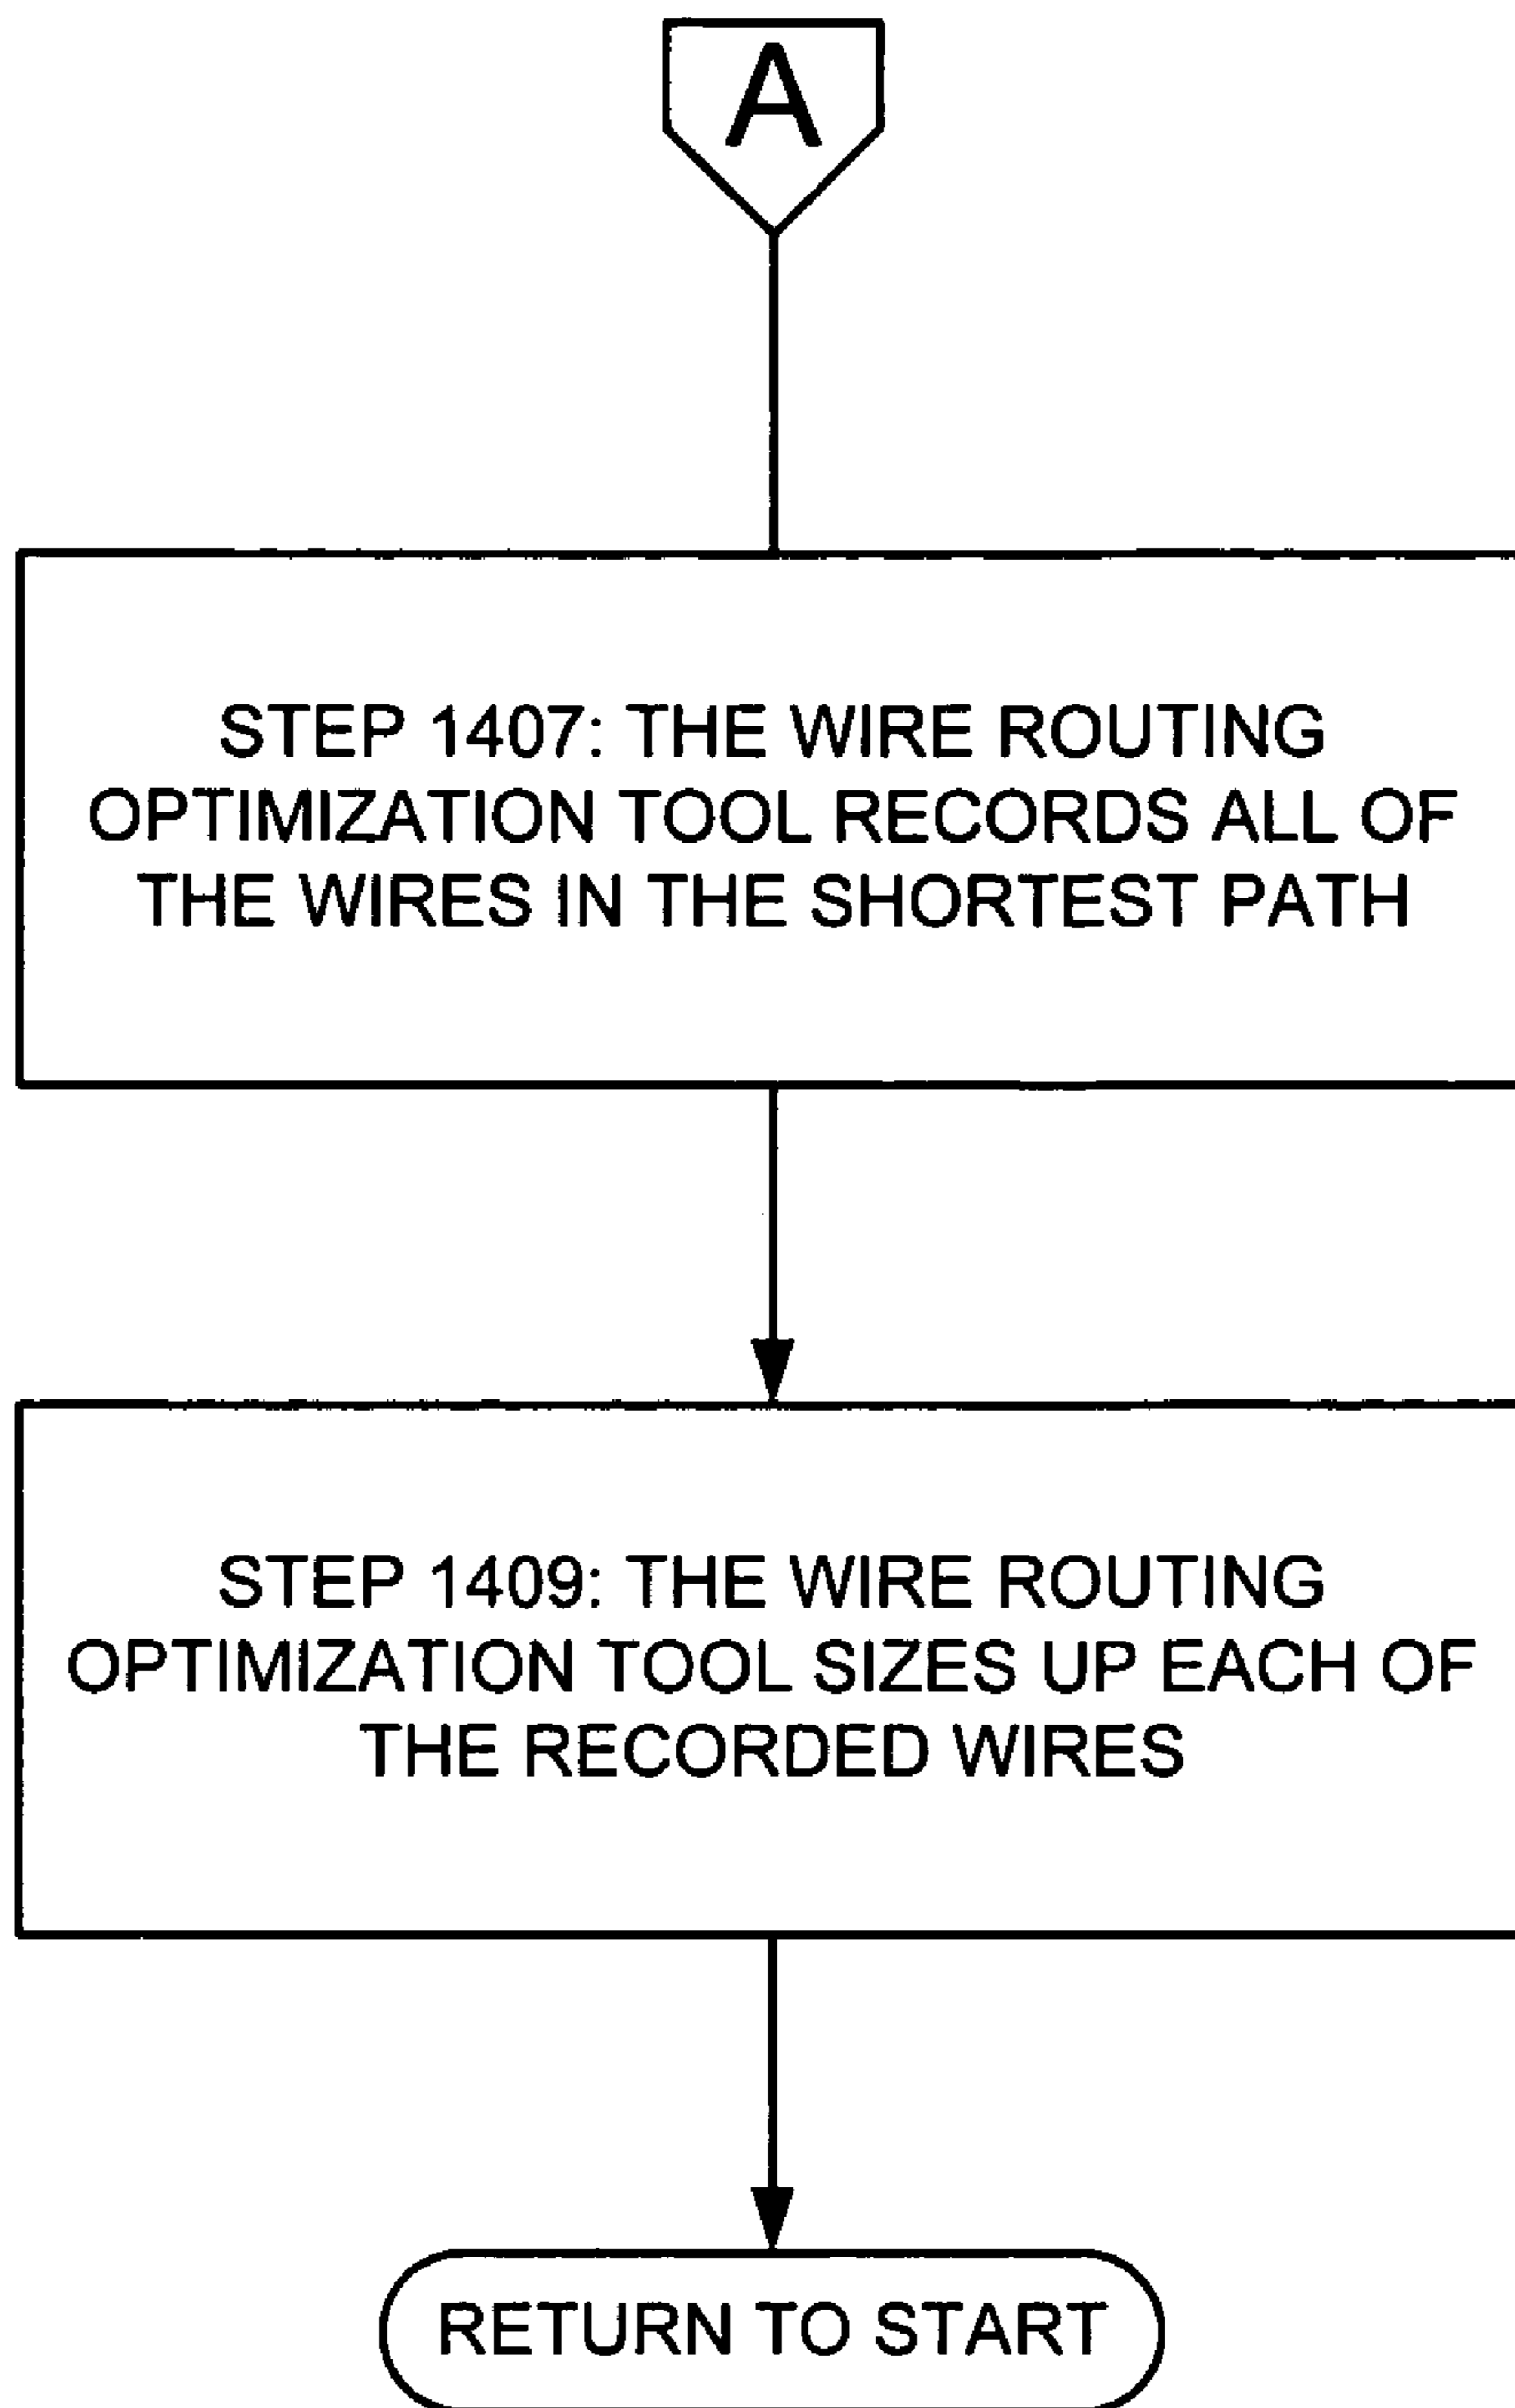 A
STEP 1407: THE WIRE ROUTING
OPTIMIZATION TOOL RECORDS ALL OF
THE WIRES IN THE SHORTEST PATH
STEP 1409: THE WIRE ROUTING
OPTIMIZATION TOOL SIZES UP EACH OF
THE RECORDED WIRES
RETURN TO START